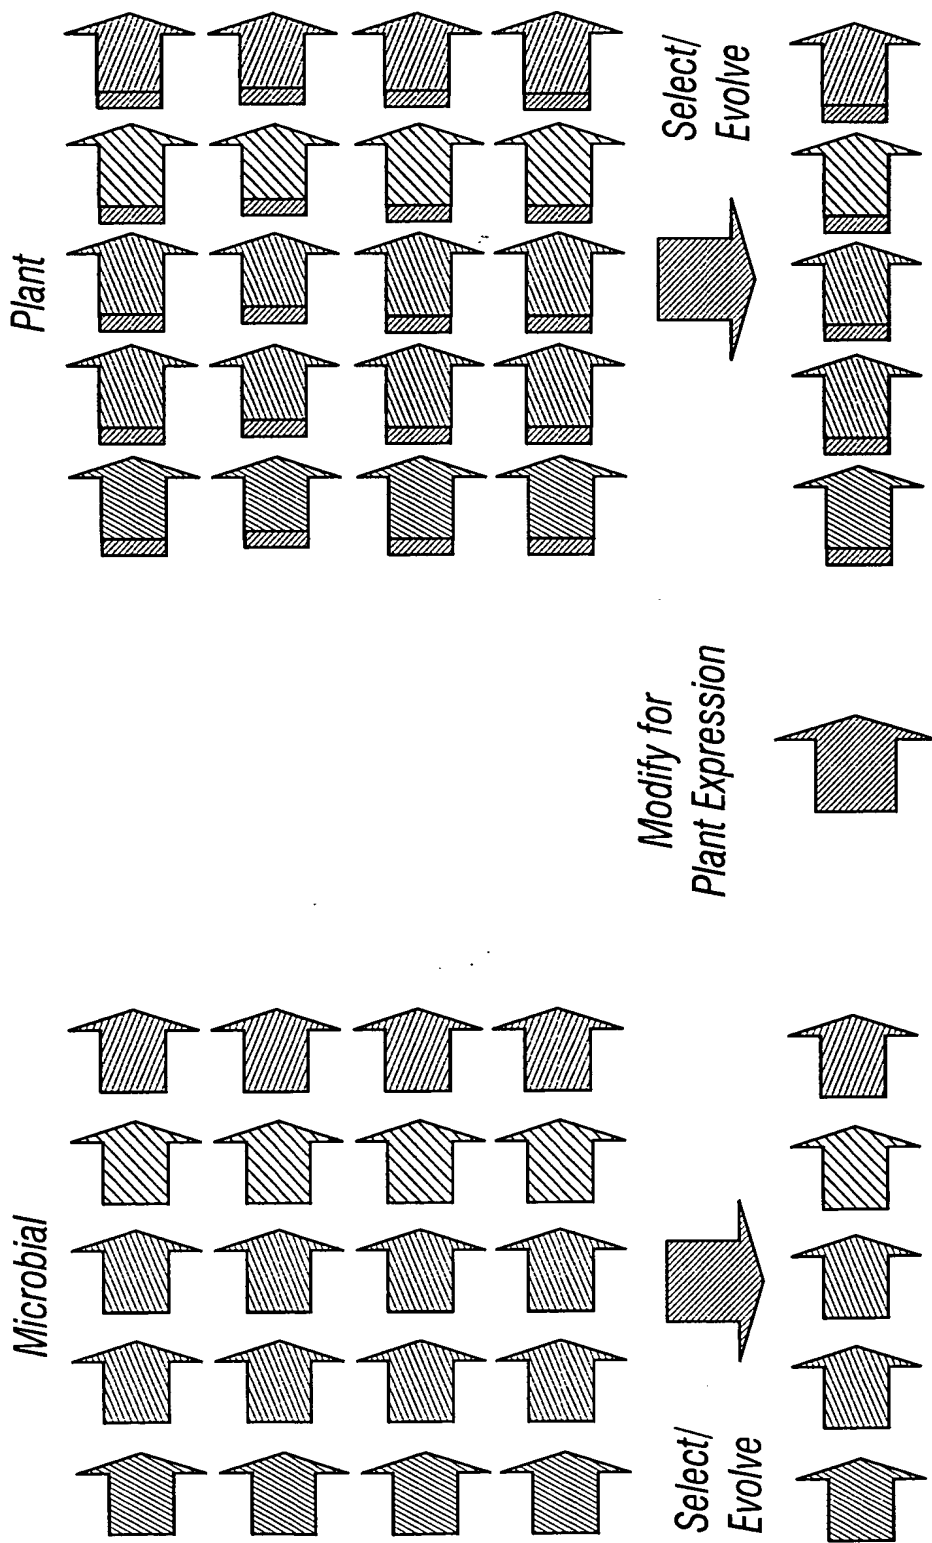 Microbial
Plant
Select/
Evolve
Modify for
Plant Expression
Select/
Evolve